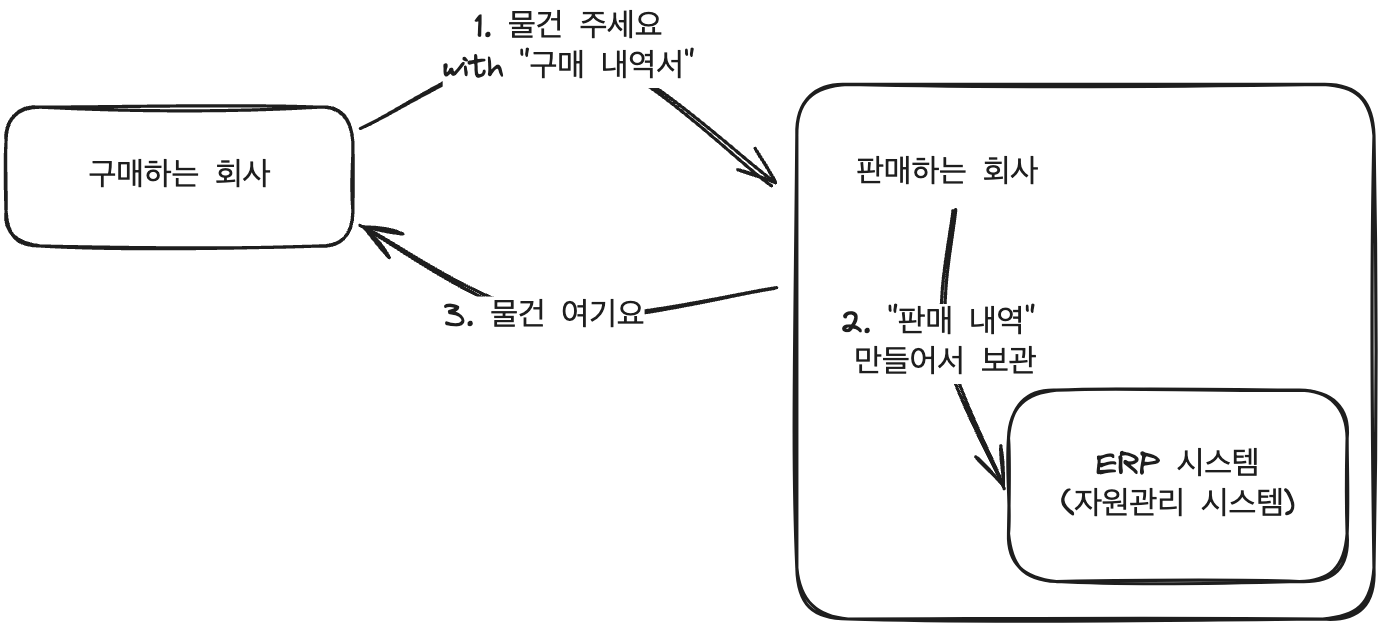 1. 물건 주세요
with "구매 내역서"
구매하는 회사
판매하는 회사
3. 물건 여기요
2. "판매 내역"
만들어서 보관
ERP 시스템
(자원관리 시스템)